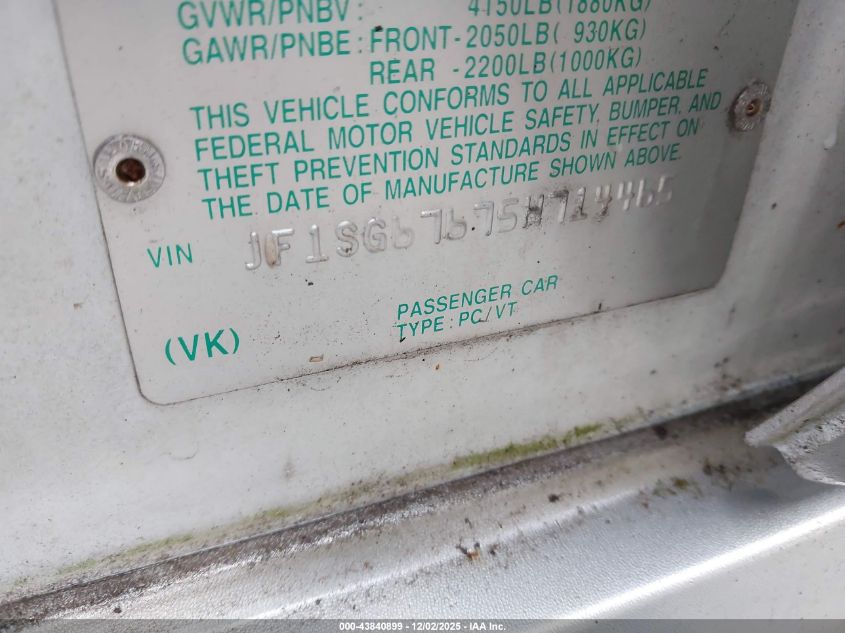 GVWR/PNBV : 4150LB(1880KG)
GAWR/PNBE : FRONT-2050LB( 930KG)
REAR -2200LB(1000KG)
THIS VEHICLE CONFORMS TO ALL APPLICABLE
FEDERAL MOTOR VEHICLE SAFETY, BUMPER, AND
THEFT PREVENTION STANDARDS IN EFFECT ON
THE DATE OF MANUFACTURE SHOWN ABOVE.
VIN JF1SG67675H714465
PASSENGER CAR
TYPE : PC/VT
(VK)
000-43840899 - 12/02/2025 - IAA Inc.